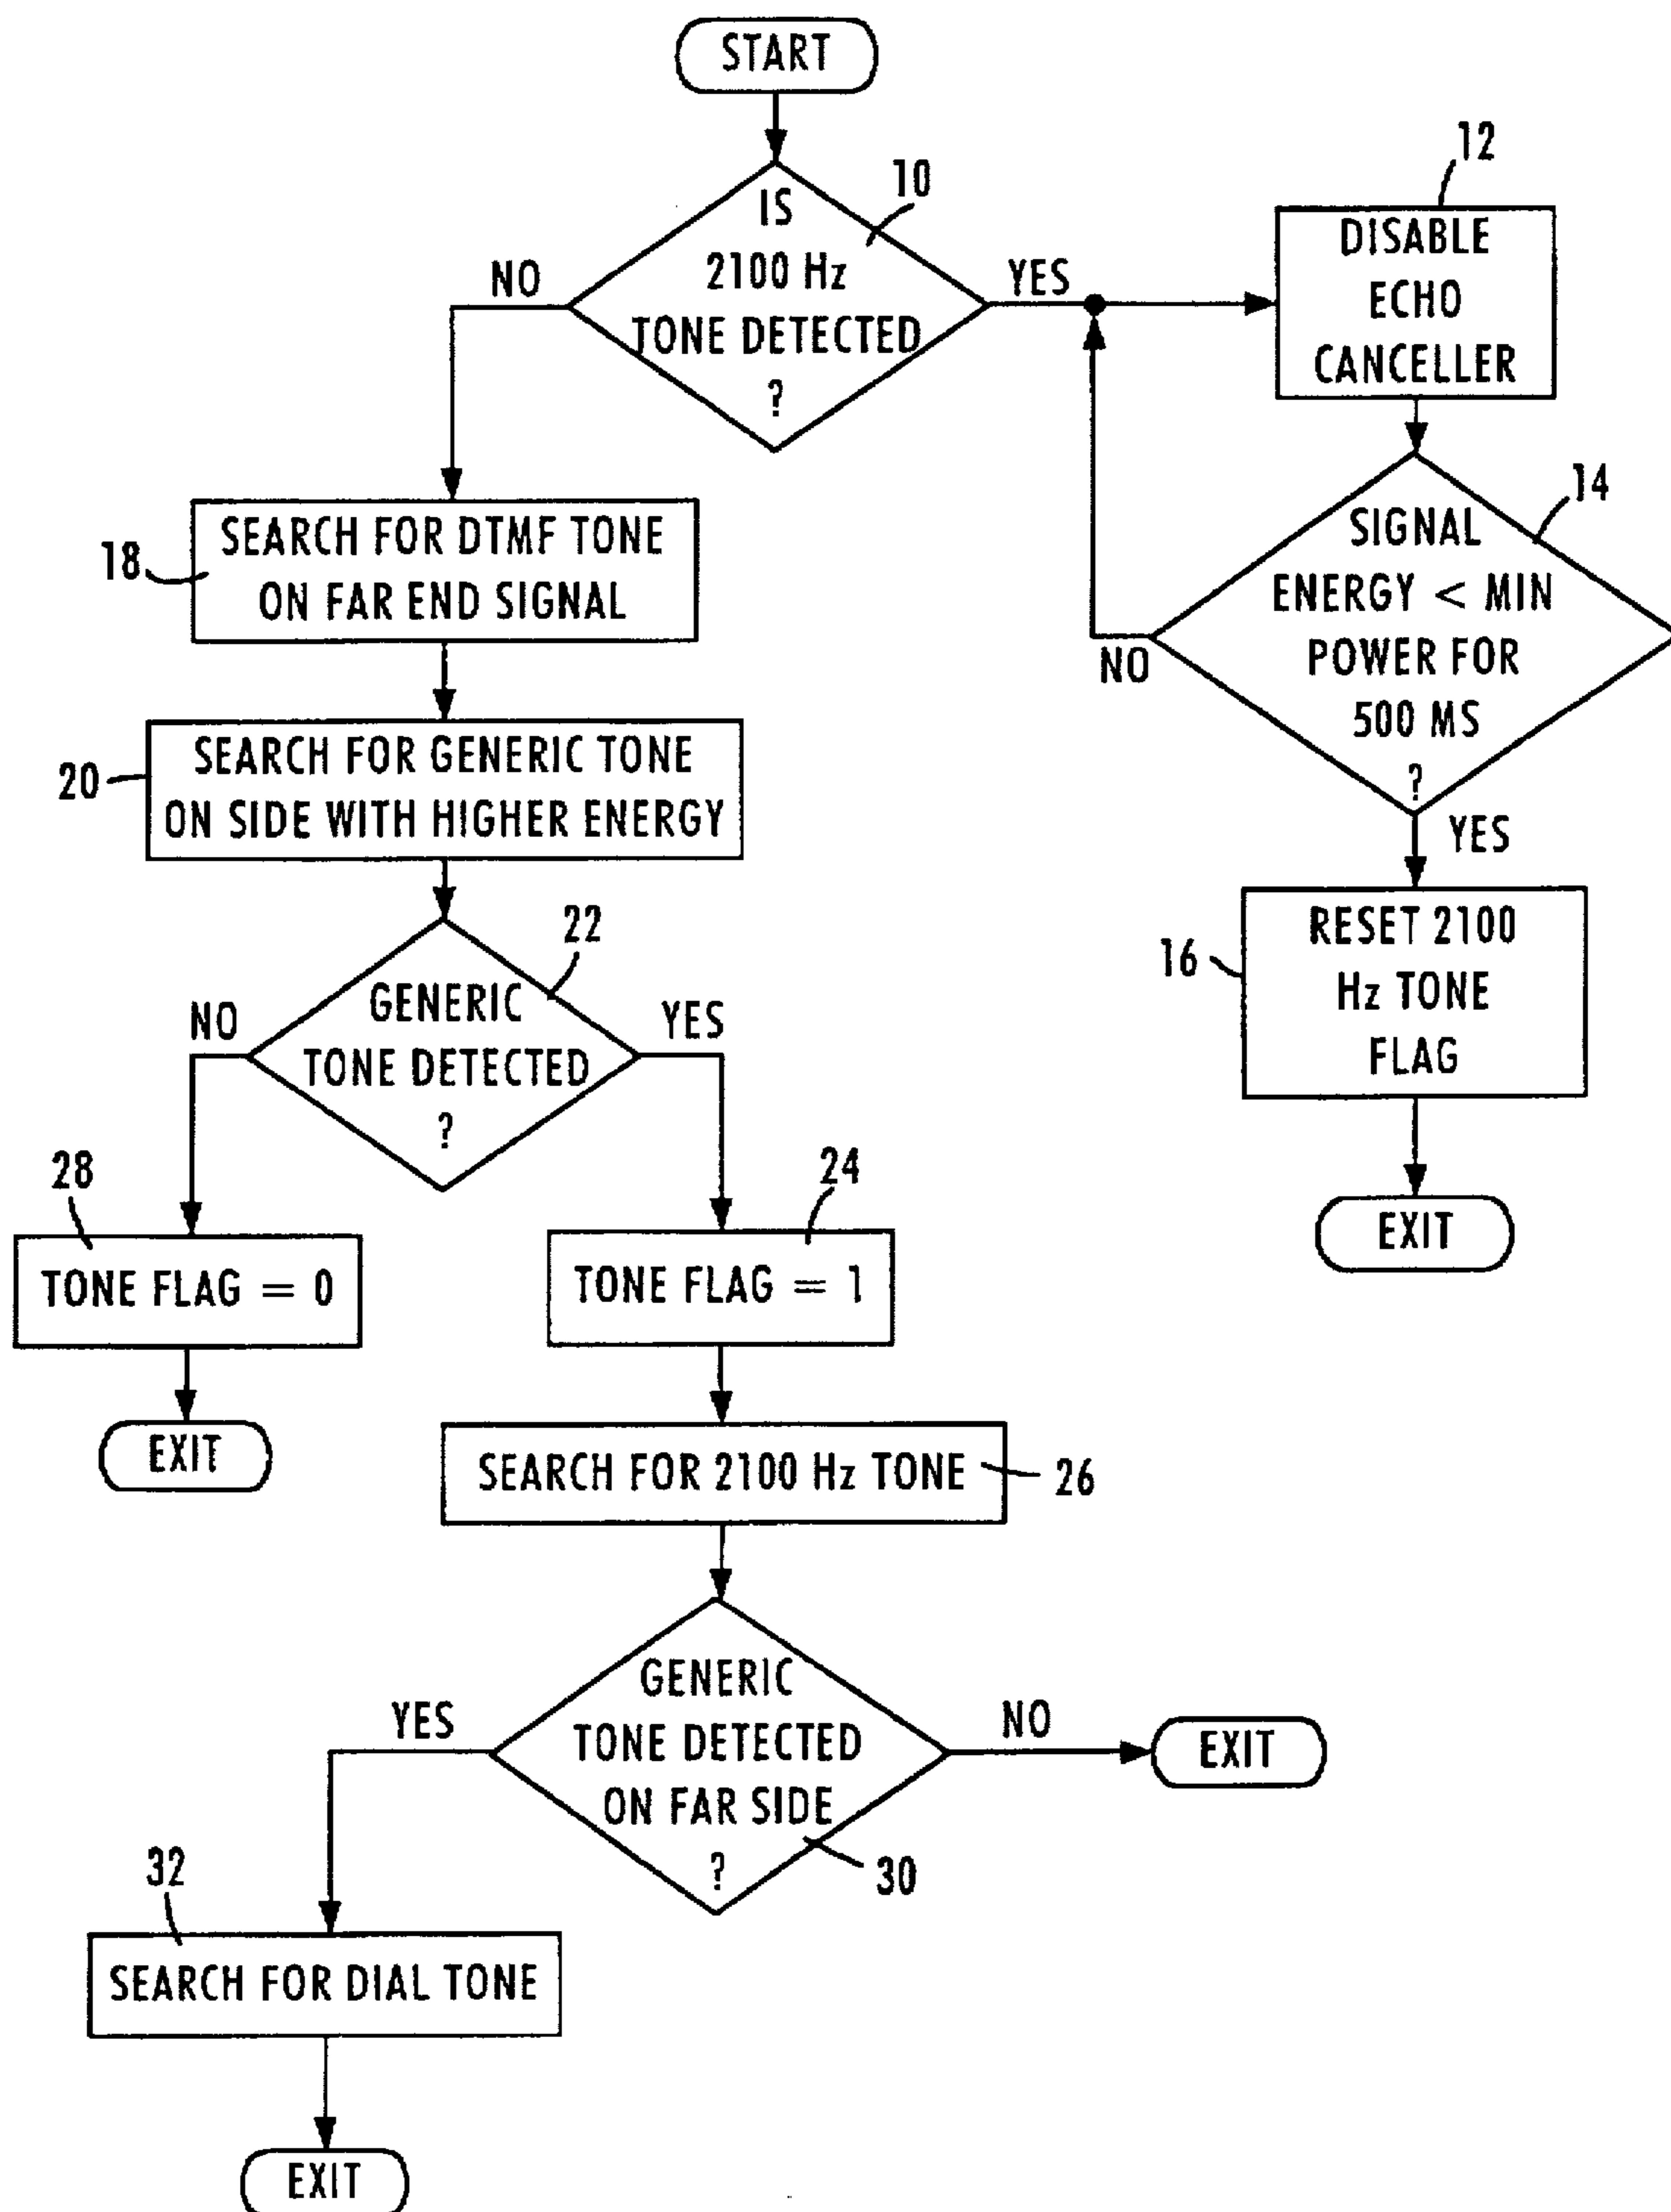 START
10
IS
2100 Hz
TONE DETECTED
?
NO
YES
12
DISABLE
ECHO
CANCELLER
14
SIGNAL
ENERGY < MIN
POWER FOR
500 MS
?
NO
YES
16
RESET 2100
Hz TONE
FLAG
EXIT
18
SEARCH FOR DTMF TONE
ON FAR END SIGNAL
20
SEARCH FOR GENERIC TONE
ON SIDE WITH HIGHER ENERGY
22
GENERIC
TONE DETECTED
?
NO
YES
28
TONE FLAG = 0
EXIT
24
TONE FLAG = 1
SEARCH FOR 2100 Hz TONE
26
GENERIC
TONE DETECTED
ON FAR SIDE
?
30
YES
NO
EXIT
32
SEARCH FOR DIAL TONE
EXIT